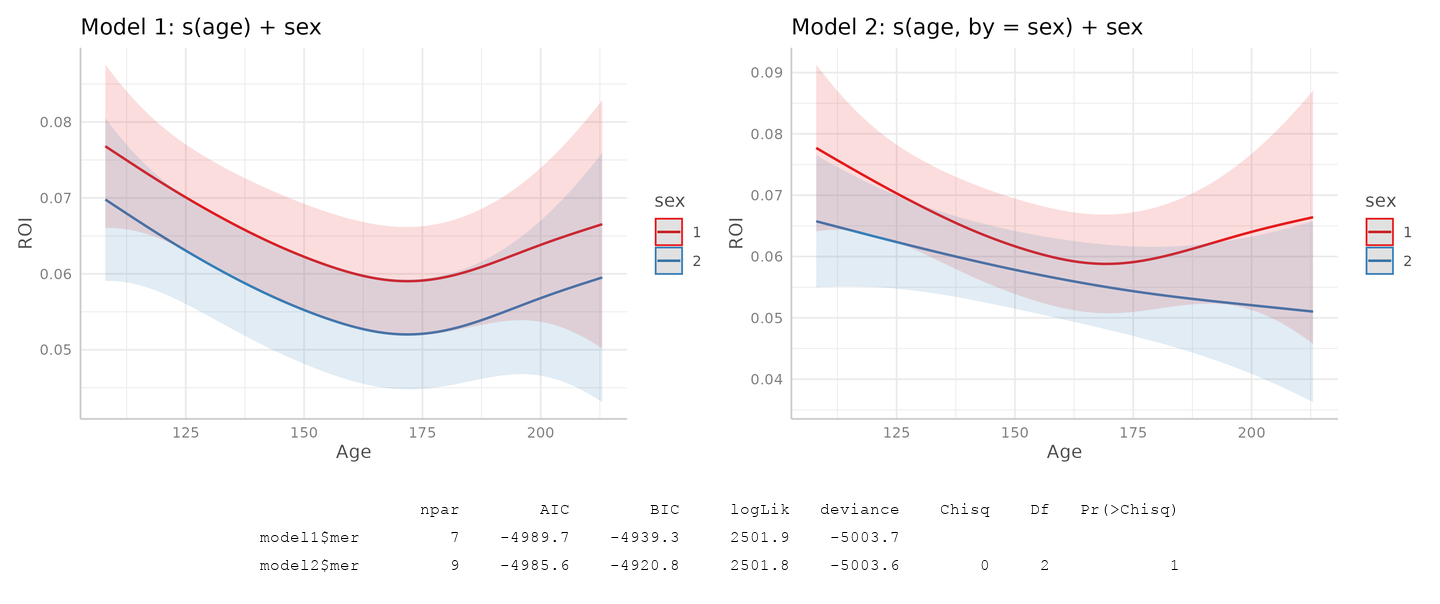 Model 1: s(age) + sex
0.08
0.07
0.06
0.05
ROI
125 150 175 200
Age
sex
1
2
Model 2: s(age, by = sex) + sex
0.09
0.08
0.07
0.06
0.05
0.04
ROI
125 150 175 200
Age
sex
1
2
npar AIC BIC logLik deviance Chisq Df Pr(>Chisq)
model1$mer 7 -4989.7 -4939.3 2501.9 -5003.7
model2$mer 9 -4985.6 -4920.8 2501.8 -5003.6 0 2 1